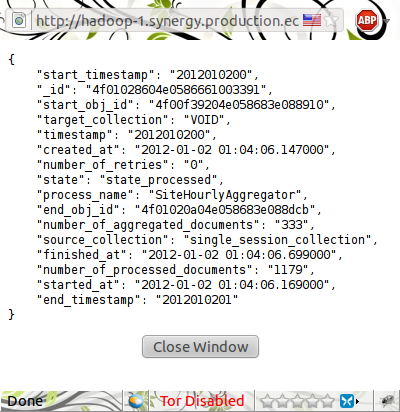 http://hadoop-1.synergy.production.ec
ABP
{
"start_timestamp": "2012010200",
"_id": "4f01028604e0586661003391",
"start_obj_id": "4f00f39204e058683e088910",
"target_collection": "VOID",
"timestamp": "2012010200",
"created_at": "2012-01-02 01:04:06.147000",
"number_of_retries": "0",
"state": "state_processed",
"process_name": "SiteHourlyAggregator",
"end_obj_id": "4f01020a04e058683e088dcb",
"number_of_aggregated_documents": "333",
"source_collection": "single_session_collection",
"finished_at": "2012-01-02 01:04:06.699000",
"number_of_processed_documents": "1179",
"started_at": "2012-01-02 01:04:06.169000",
"end_timestamp": "2012010201"
}
Close Window
Done
Tor Disabled